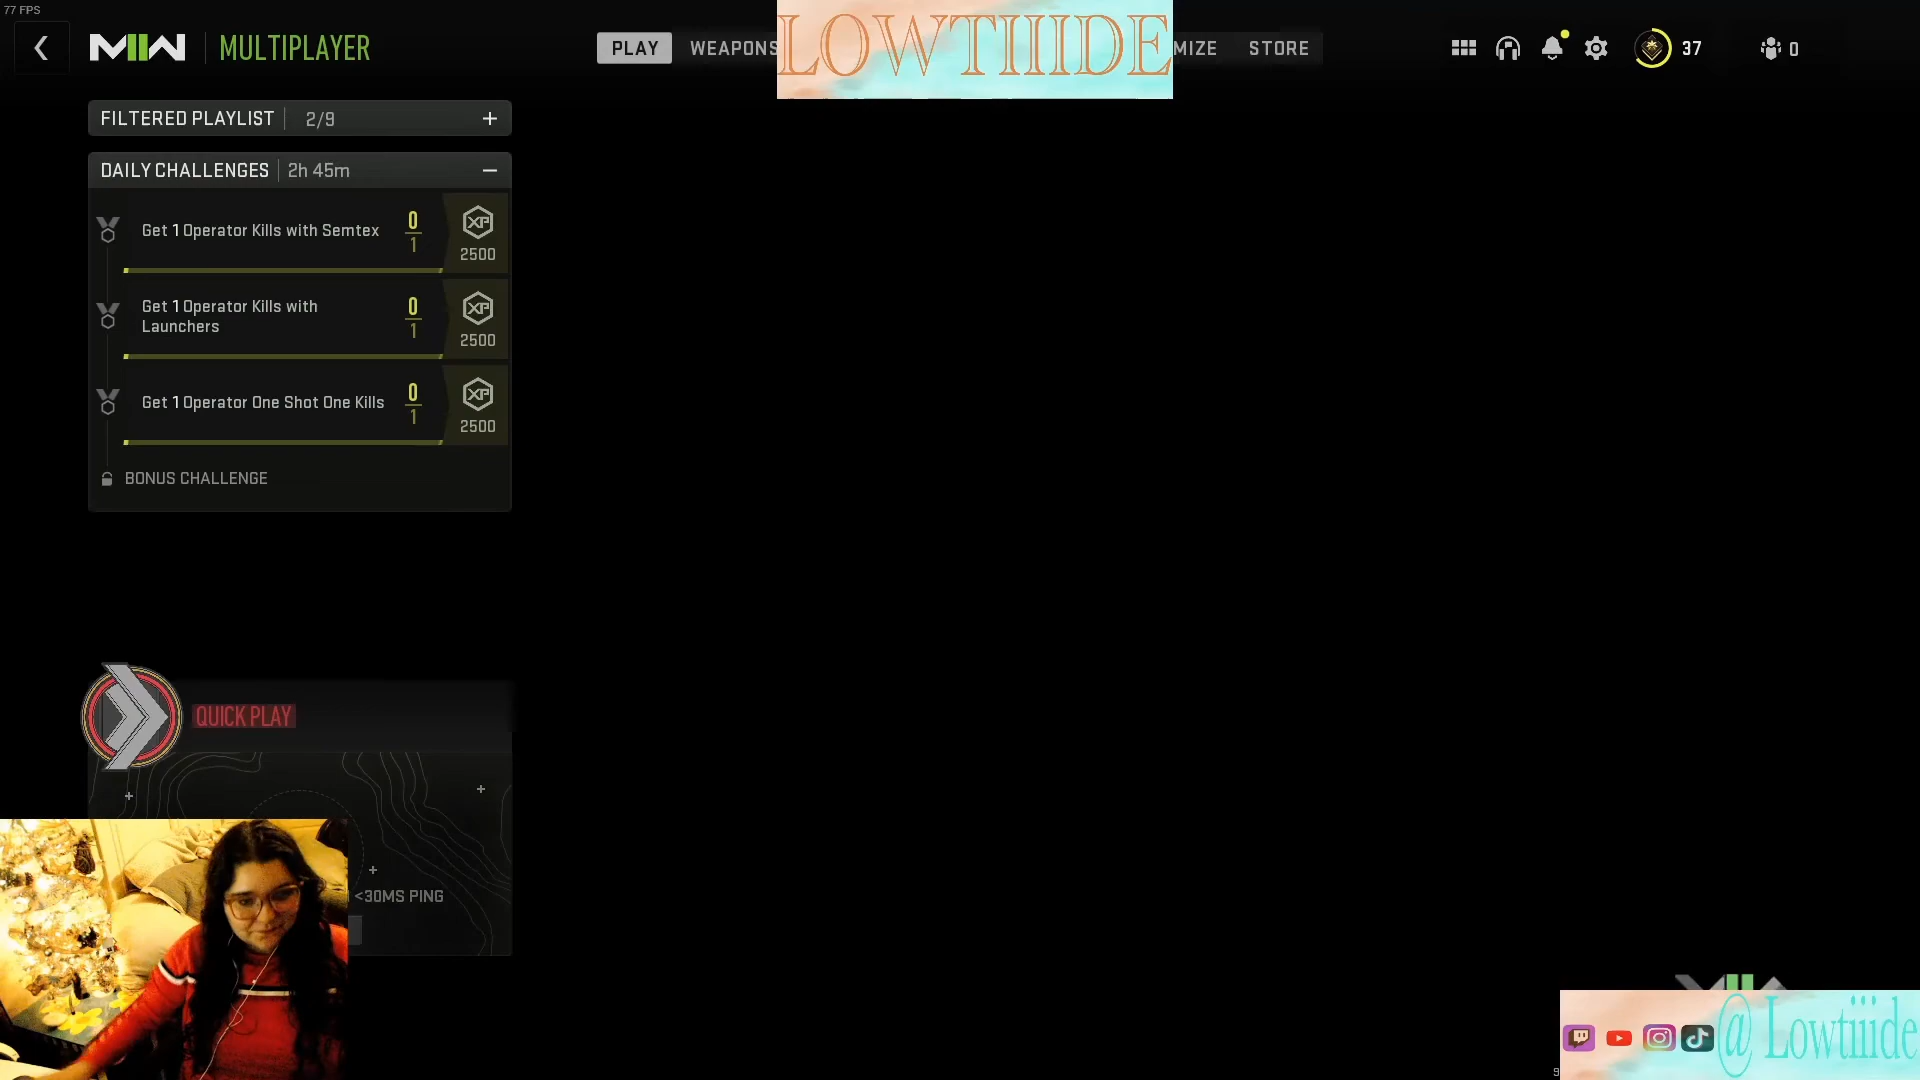 77 FPS
MW MULTIPLAYER
PLAY WEAPONS
LOWTIIIDE
MIZE STORE
37
0
FILTERED PLAYLIST 2/9 +
DAILY CHALLENGES 2h 45m
Get 1 Operator Kills with Semtex
0
1
XP
2500
Get 1 Operator Kills with
Launchers
0
1
XP
2500
Get 1 Operator One Shot One Kills
0
1
XP
2500
BONUS CHALLENGE
QUICK PLAY
<30MS PING
@ Lowtiiide
9